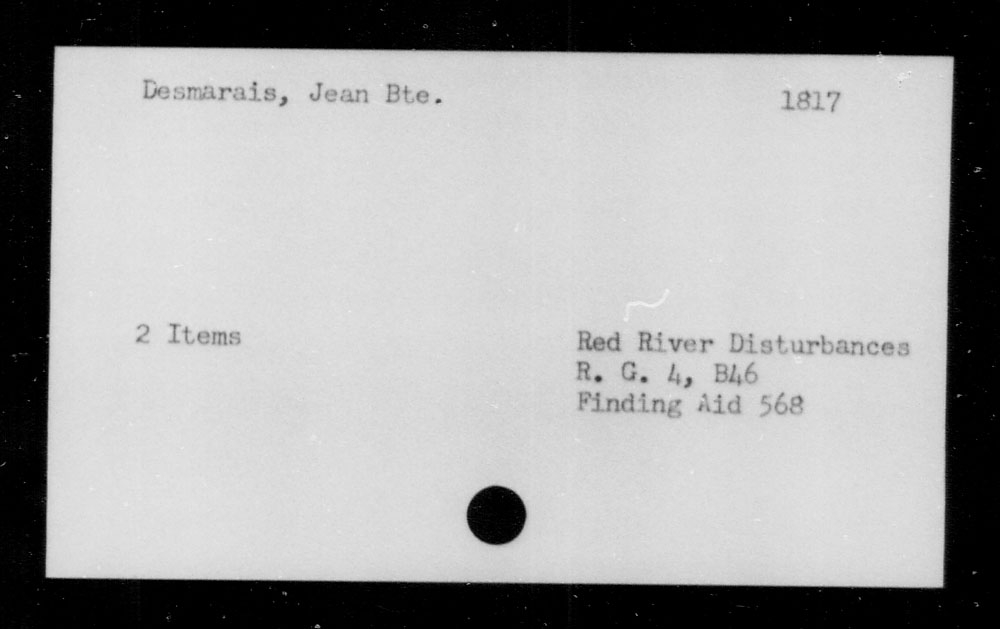 Desmarais, Jean Bte.
1817
2 Items
Red River Disturbances
R. G. 4, B46
Finding Aid 568